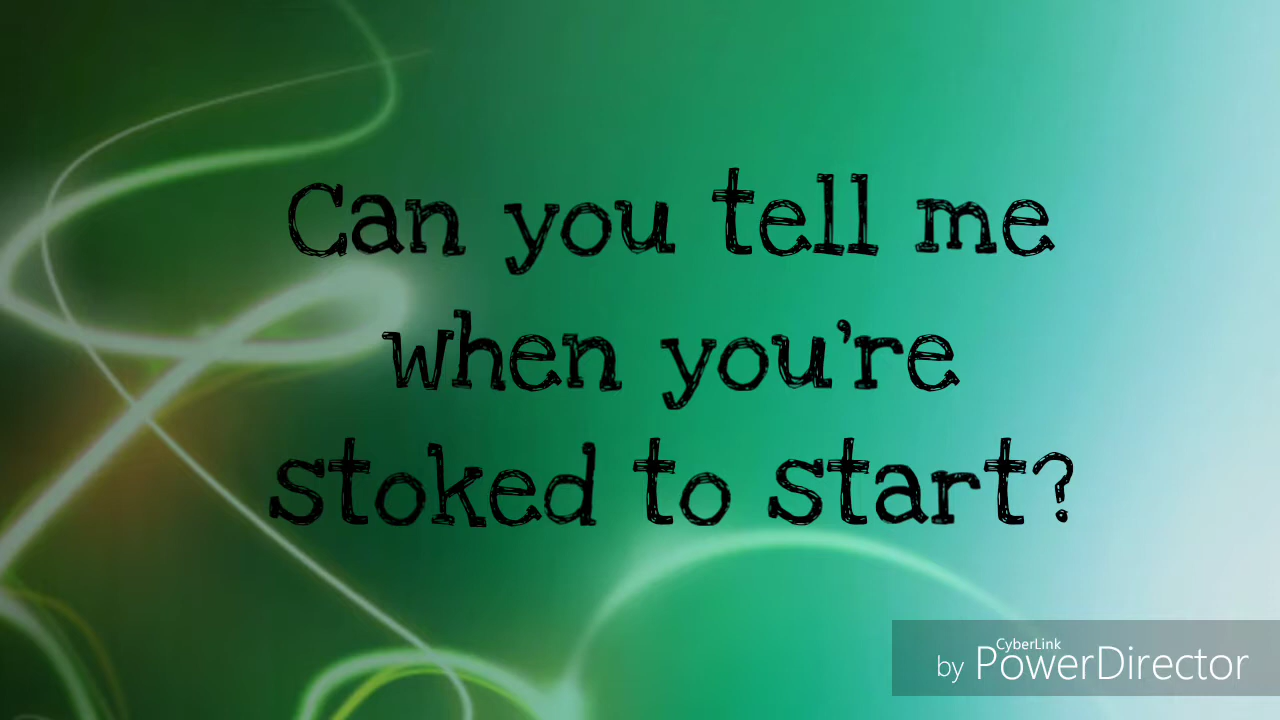 Can you tell me
when you're
stoked to start?
CyberLink
by PowerDirector